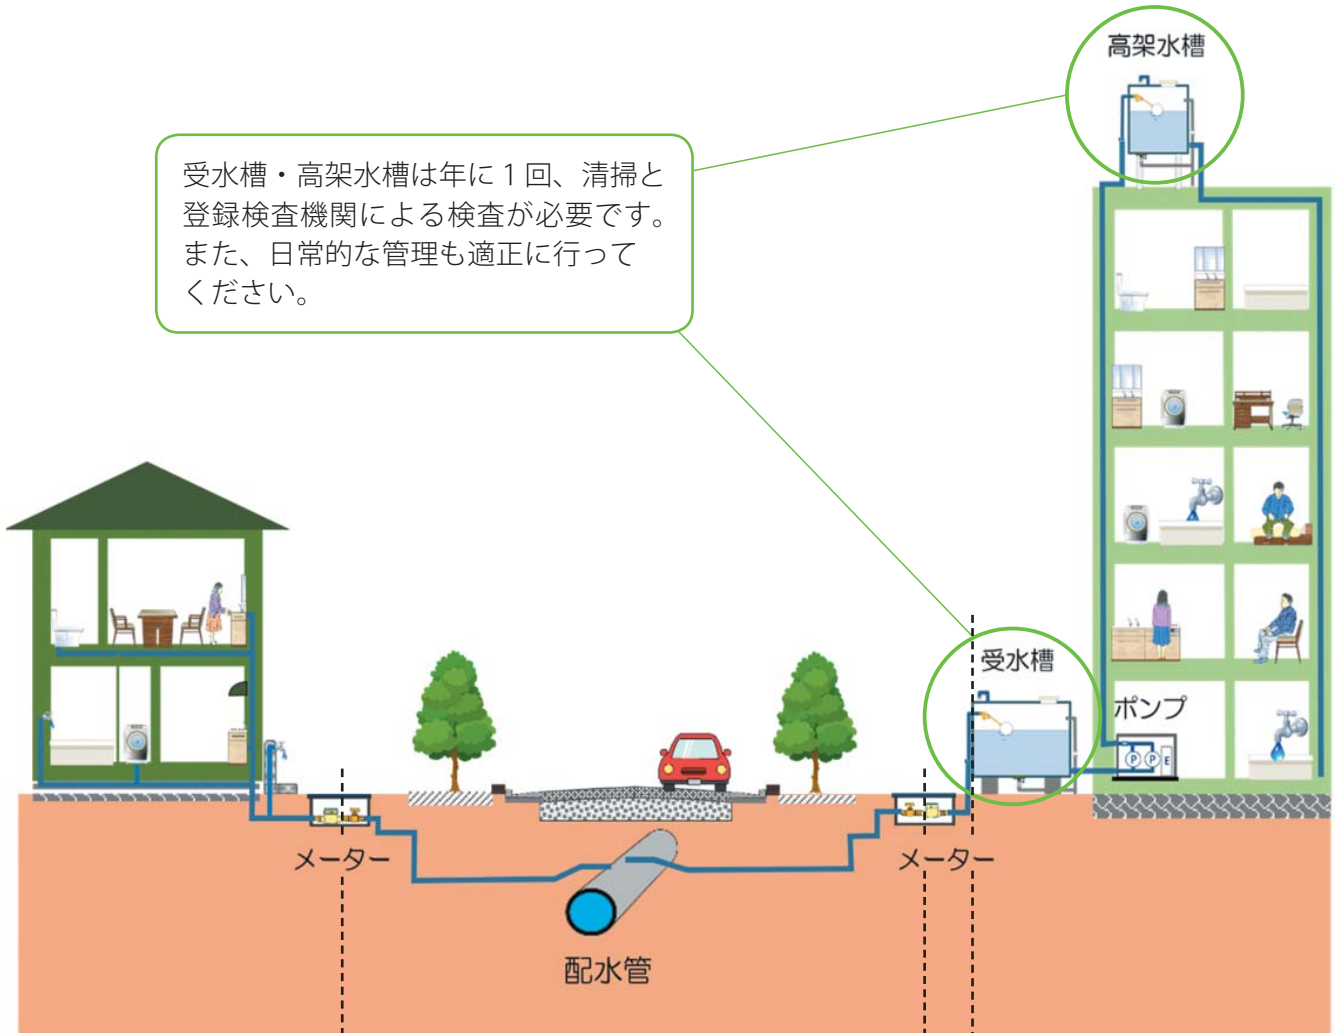 高架水槽
受水槽・高架水槽は年に１回、清掃と
登録検査機関による検査が必要です。
また、日常的な管理も適正に行って
ください。
受水槽
ポンプ
P P E
メーター
メーター
配水管